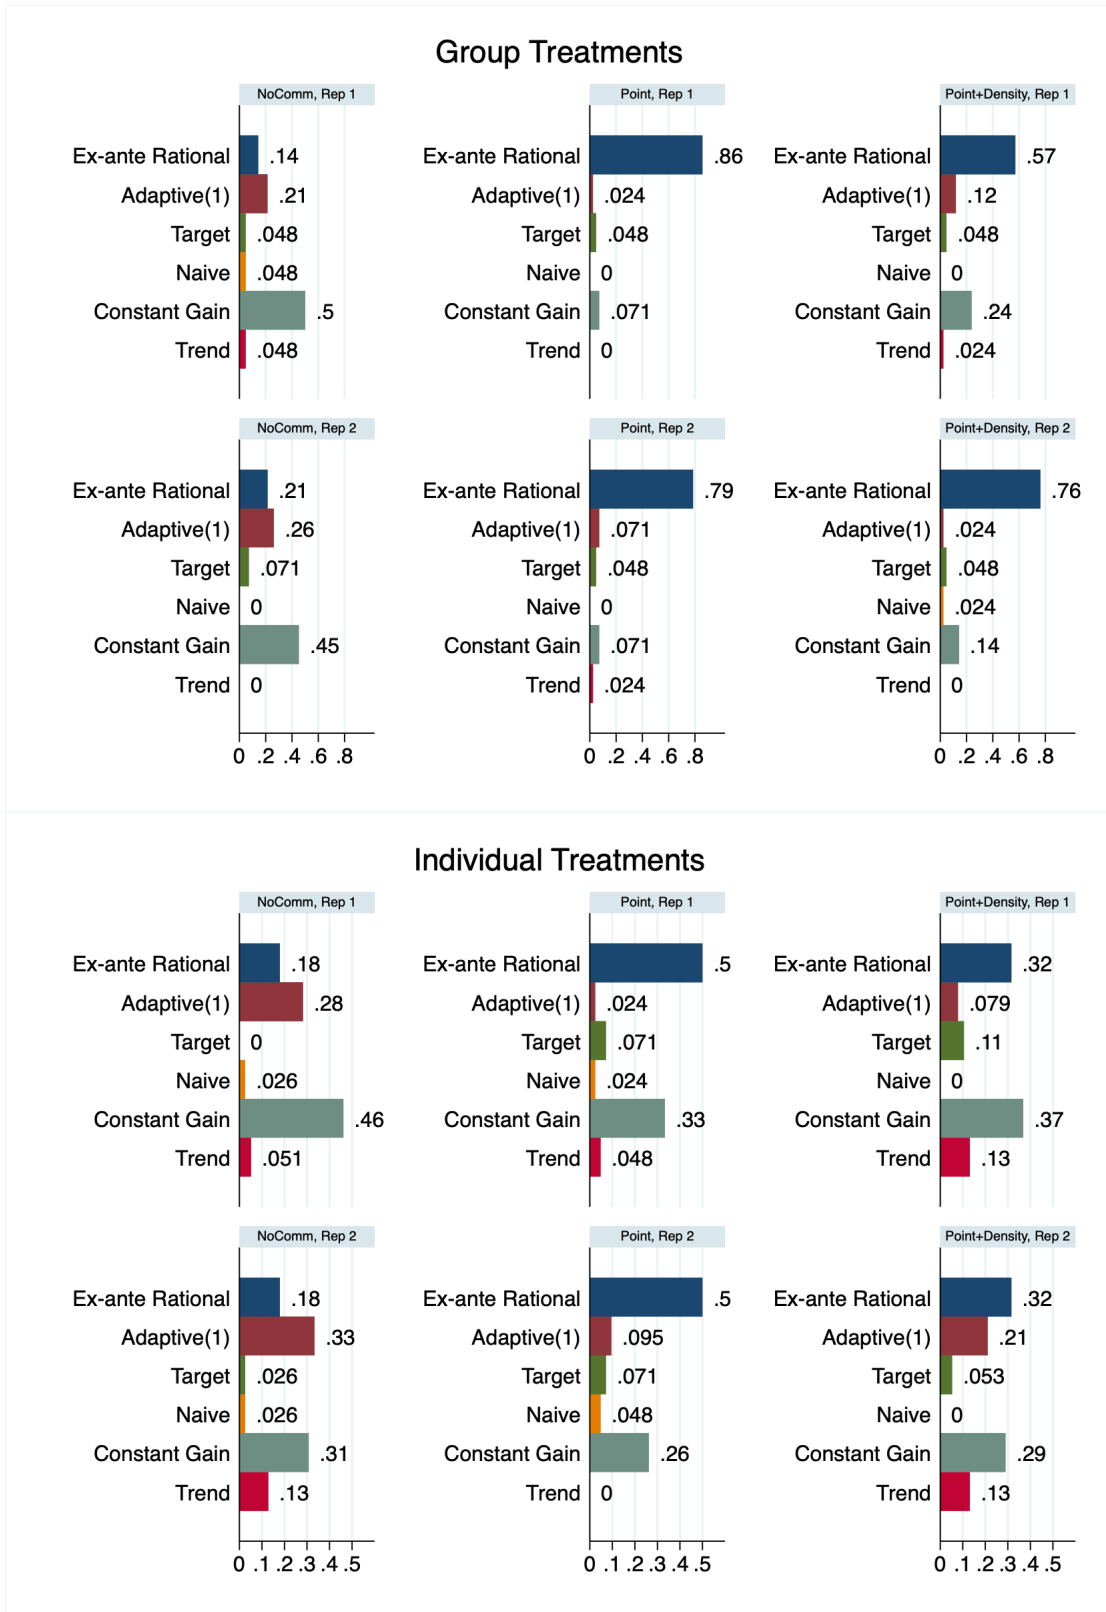 Group Treatments
NoComm, Rep 1
Ex-ante Rational .14
Adaptive(1) .21
Target .048
Naive .048
Constant Gain .5
Trend .048
Point, Rep 1
Ex-ante Rational .86
Adaptive(1) .024
Target .048
Naive 0
Constant Gain .071
Trend 0
Point+Density, Rep 1
Ex-ante Rational .57
Adaptive(1) .12
Target .048
Naive 0
Constant Gain .24
Trend .024
NoComm, Rep 2
Ex-ante Rational .21
Adaptive(1) .26
Target .071
Naive 0
Constant Gain .45
Trend 0
0 .2 .4 .6 .8
Point, Rep 2
Ex-ante Rational .79
Adaptive(1) .071
Target .048
Naive 0
Constant Gain .071
Trend .024
0 .2 .4 .6 .8
Point+Density, Rep 2
Ex-ante Rational .76
Adaptive(1) .024
Target .048
Naive .024
Constant Gain .14
Trend 0
0 .2 .4 .6 .8
Individual Treatments
NoComm, Rep 1
Ex-ante Rational .18
Adaptive(1) .28
Target 0
Naive .026
Constant Gain .46
Trend .051
Point, Rep 1
Ex-ante Rational .5
Adaptive(1) .024
Target .071
Naive .024
Constant Gain .33
Trend .048
Point+Density, Rep 1
Ex-ante Rational .32
Adaptive(1) .079
Target .11
Naive 0
Constant Gain .37
Trend .13
NoComm, Rep 2
Ex-ante Rational .18
Adaptive(1) .33
Target .026
Naive .026
Constant Gain .31
Trend .13
0 .1 .2 .3 .4 .5
Point, Rep 2
Ex-ante Rational .5
Adaptive(1) .095
Target .071
Naive .048
Constant Gain .26
Trend 0
0 .1 .2 .3 .4 .5
Point+Density, Rep 2
Ex-ante Rational .32
Adaptive(1) .21
Target .053
Naive 0
Constant Gain .29
Trend .13
0 .1 .2 .3 .4 .5